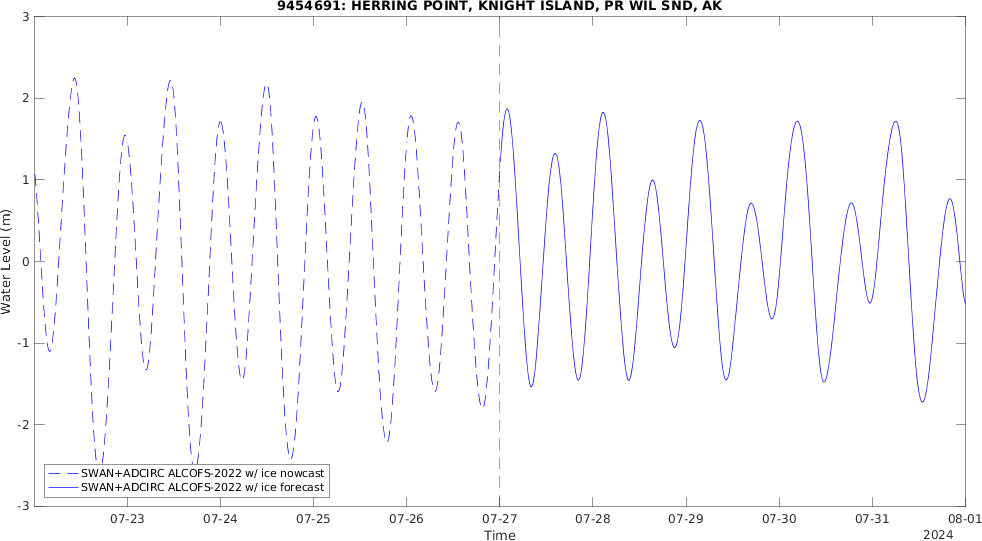 9454691: HERRING POINT, KNIGHT ISLAND, PR WIL SND, AK
3
2
1
0
-1
-2
-3
Water Level (m)
SWAN+ADCIRC ALCOFS-2022 w/ ice nowcast
SWAN+ADCIRC ALCOFS-2022 w/ ice forecast
07-23 07-24 07-25 07-26 07-27 07-28 07-29 07-30 07-31 08-01
Time 2024